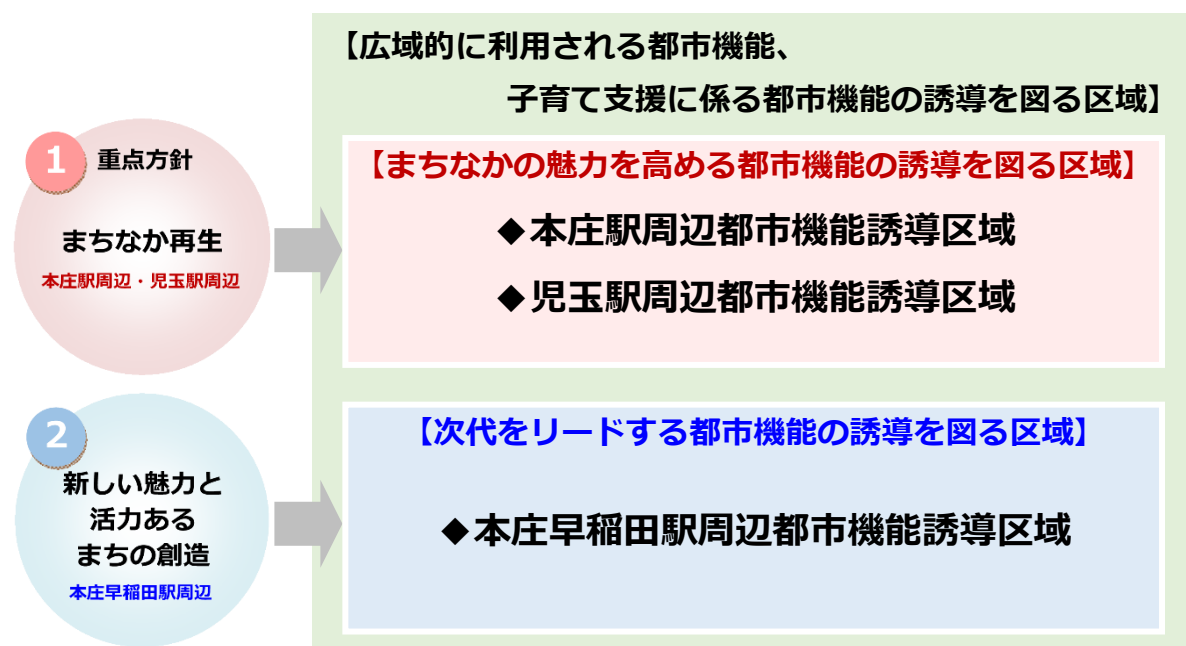 【広域的に利用される都市機能、
子育て支援に係る都市機能の誘導を図る区域】
1
重点方針
まちなか再生
本庄駅周辺・児玉駅周辺
【まちなかの魅力を高める都市機能の誘導を図る区域】
◆本庄駅周辺都市機能誘導区域
◆児玉駅周辺都市機能誘導区域
2
新しい魅力と
活力ある
まちの創造
本庄早稲田駅周辺
【次代をリードする都市機能の誘導を図る区域】
◆本庄早稲田駅周辺都市機能誘導区域